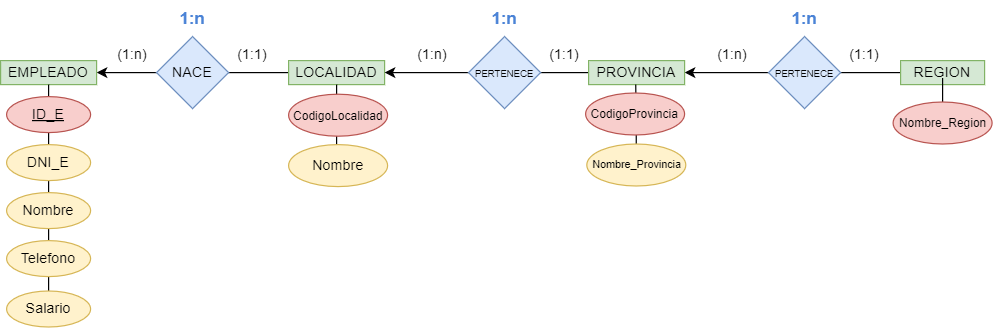 1:n 1:n 1:n
(1:n) (1:1) (1:n) (1:1) (1:n) (1:1)
EMPLEADO NACE LOCALIDAD PERTENECE PROVINCIA PERTENECE REGION
ID_E CodigoLocalidad CodigoProvincia Nombre_Region
DNI_E Nombre Nombre_Provincia
Nombre
Telefono
Salario